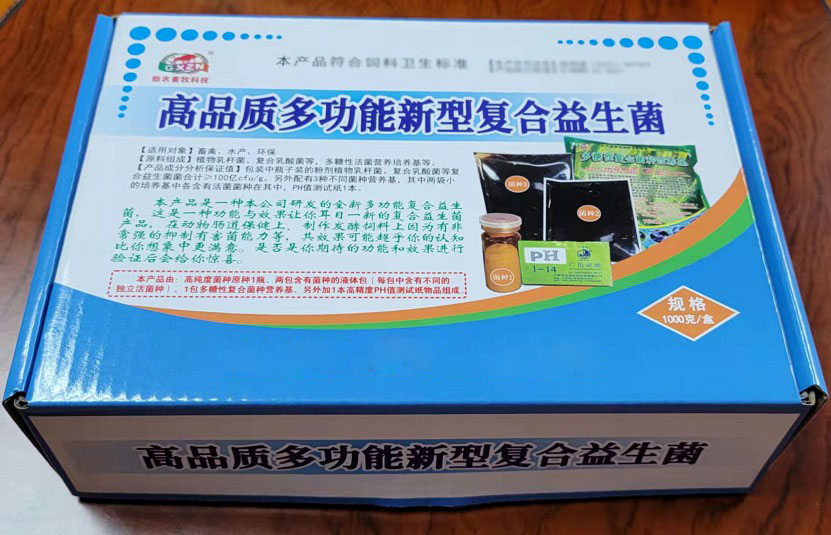 GXZN
®
助农畜牧科技
本产品符合饲料卫生标准
高品质多功能新型复合益生菌
【适用对象】畜禽、水产、环保
【原料组成】植物乳杆菌、复合乳酸菌等，多糖性活菌营养培养基等。
【产品成分分析保证值】包装中瓶子装的粉剂植物乳杆菌，复合乳酸菌等复
合益生菌菌合计≥100亿cfu/g。另外配有3种不同菌种营养基，其中两袋小
的培养基中各含有活菌菌种在其中，PH值测试纸1本。
本产品是一种本公司研发的全新多功能复合益生
菌，这是一种功能与效果让你耳目一新的复合益生菌
产品，在动物肠道保健上、制作发酵饲料上因为有非
常强的抑制有害菌能力等，其效果可能超乎你的认知
比你想象中更满意。是否是你期待的功能和效果进行
验证后会给你惊喜。
本产品由：高纯度菌种原种1瓶、两包含有菌种的液体包（每包中含有不同的
独立活菌种）、1包多糖性复合菌种营养基、另外加1本高精度PH值测试纸物品组成
菌种3
菌种2
菌种1
PH
1—14
广泛试纸
规格
1000克/盒
高品质多功能新型复合益生菌